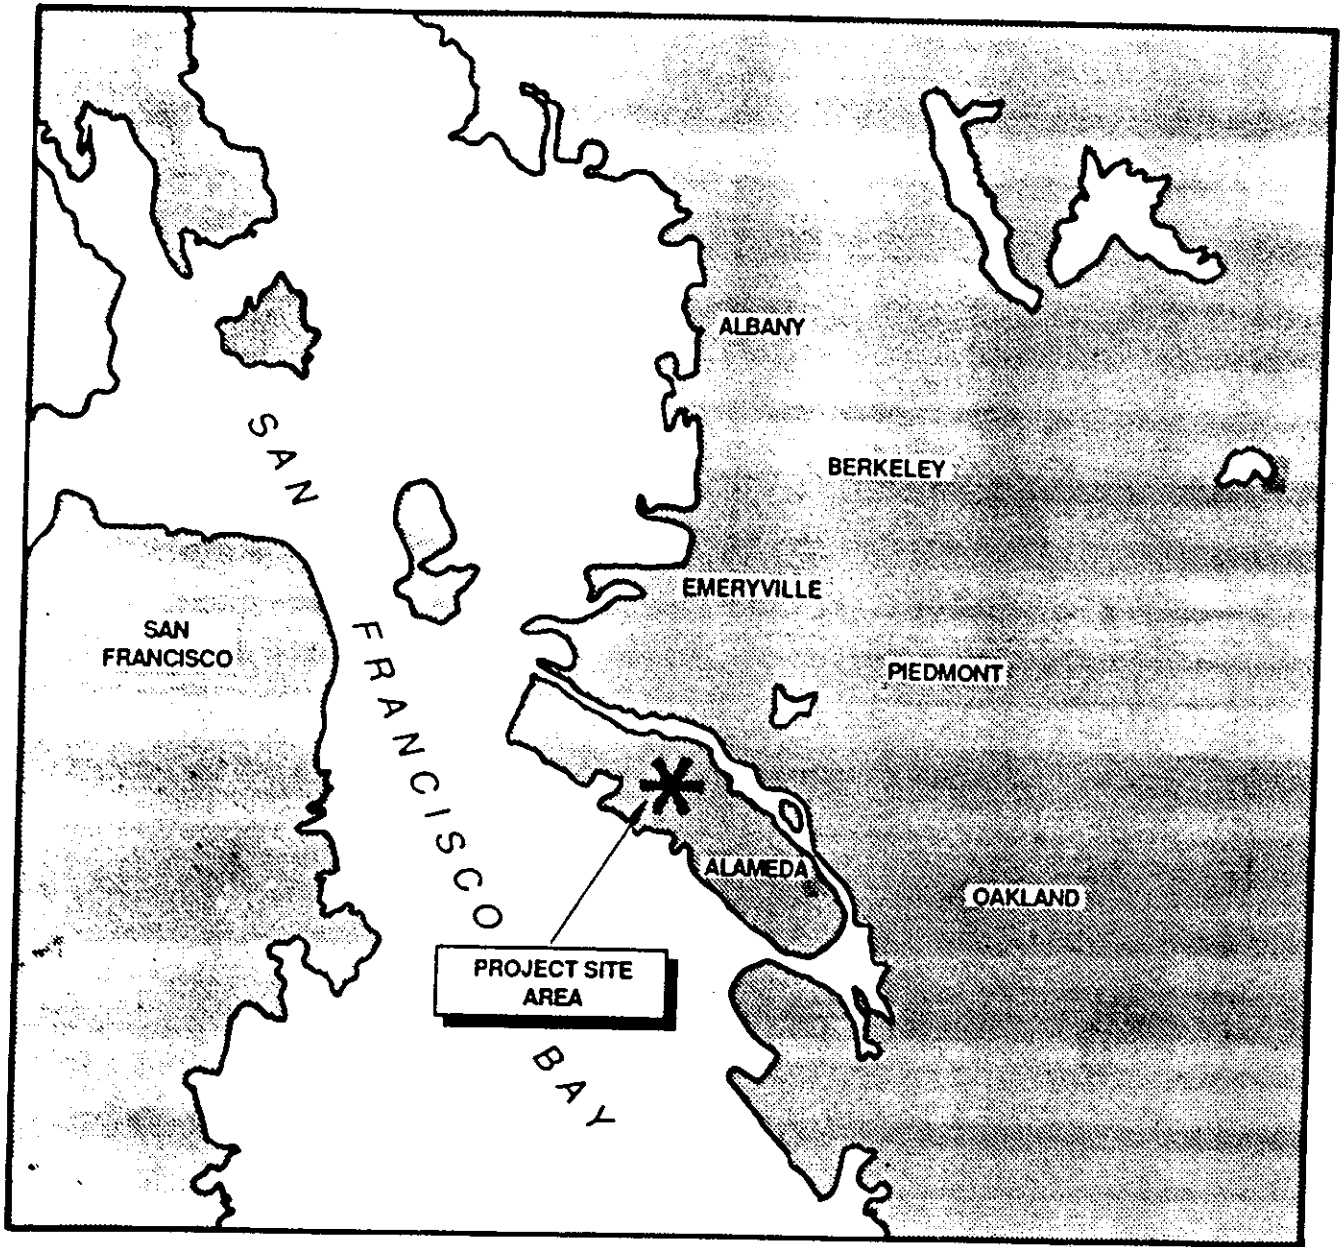 ALBANY
BERKELEY
EMERYVILLE
SAN
FRANCISCO
PIEDMONT
SAN FRANCISCO BAY
ALAMEDA
OAKLAND
PROJECT SITE
AREA